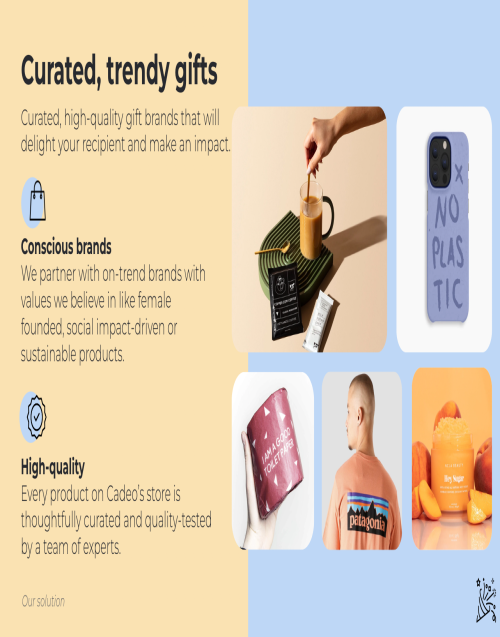 Curated, trendy gifts
Curated, high-quality gift brands that will
delight your recipient and make an impact.
Conscious brands
We partner with on-trend brands with
values we believe in like female
founded, social impact-driven or
sustainable products.
High-quality
Every product on Cadeo's store is
thoughtfully curated and quality-tested
by a team of experts.
Our solution
× NO
PLAS
TIC
I AM A GOOD
TOILET PAPER
patagonia
Dry Sugar